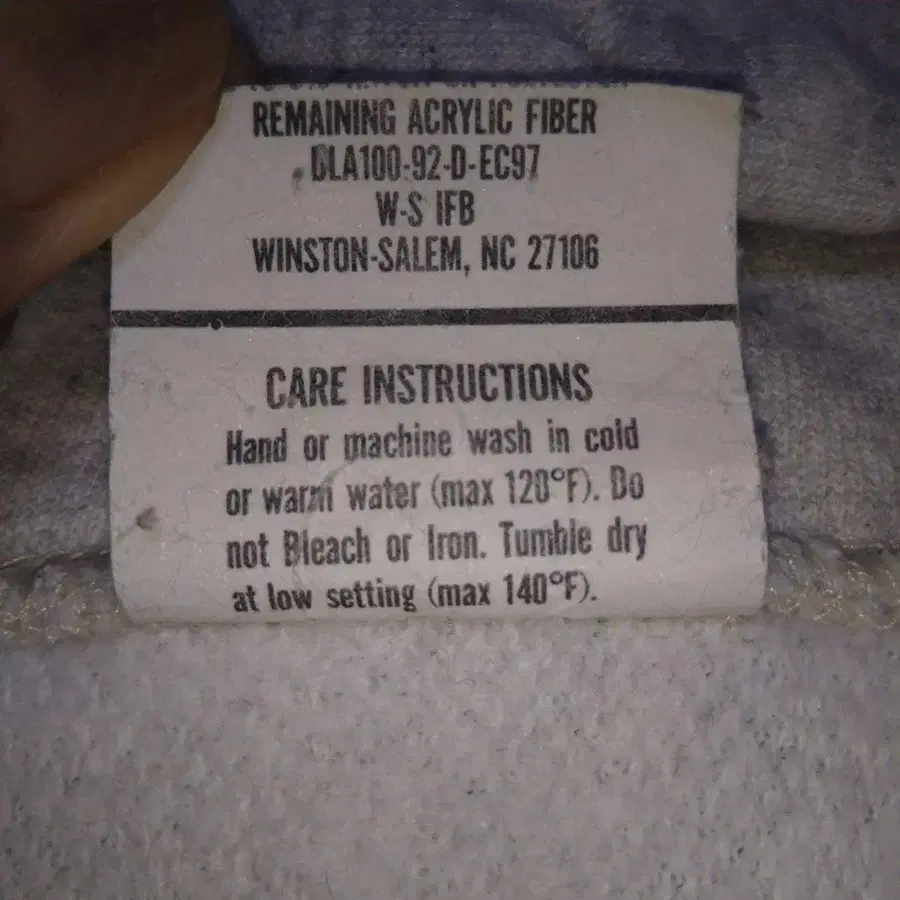 REMAINING ACRYLIC FIBER
DLA100-92-D-EC97
W-S IFB
WINSTON-SALEM, NC 27106
CARE INSTRUCTIONS
Hand or machine wash in cold
or warm water (max 120°F). Do
not Bleach or Iron. Tumble dry
at low setting (max 140°F).